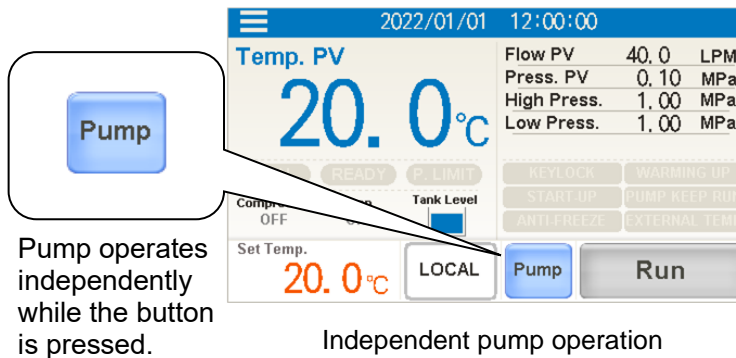 2022/01/01 12:00:00
Temp. PV
20.0℃
Flow PV 40.0 LPM
Press. PV 0.10 MPa
High Press. 1.00 MPa
Low Press. 1.00 MPa
READY P. LIMIT
KEYLOCK WARMING UP
START-UP PUMP KEEP RUN
ANTI-FREEZE EXTERNAL TEMP
Tank Level
OFF
Set Temp.
20.0℃
LOCAL
Pump
Run
Pump
Pump operates
independently
while the button
is pressed.
Independent pump operation